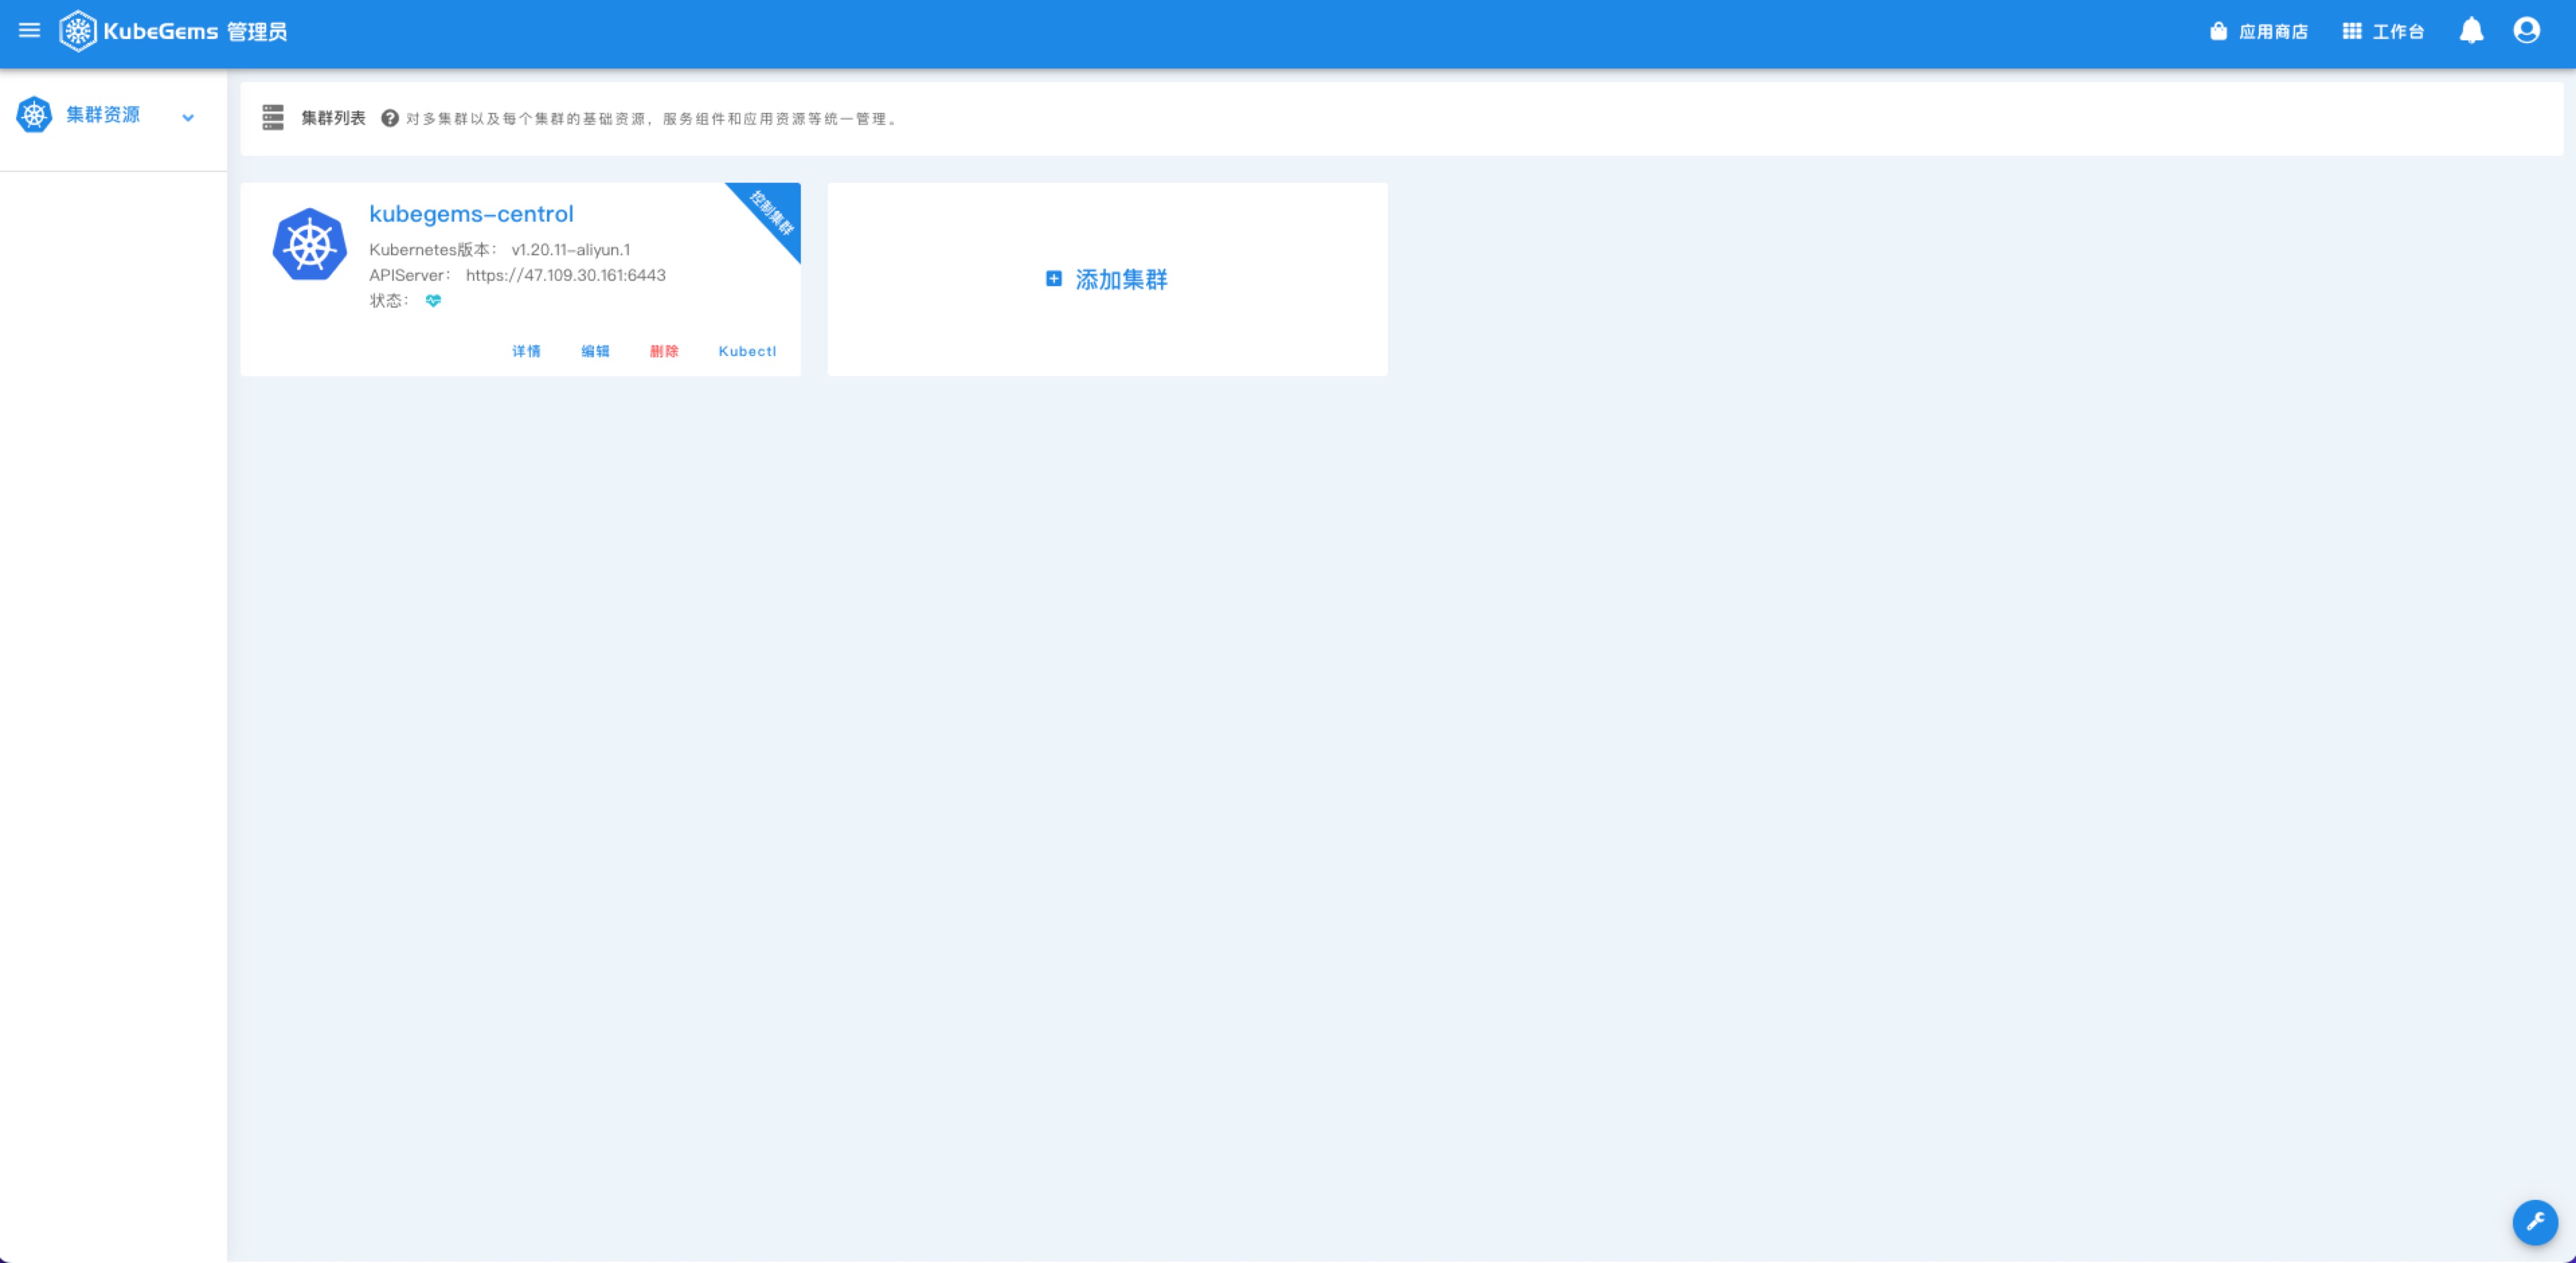 KubeGems 管理员
应用商店
工作台
集群资源
集群列表 对多集群以及每个集群的基础资源，服务组件和应用资源等统一管理。
kubegems-centrol
控制集群
Kubernetes版本： v1.20.11-aliyun.1
APIServer： https://47.109.30.161:6443
状态：
详情 编辑 删除 Kubectl
添加集群